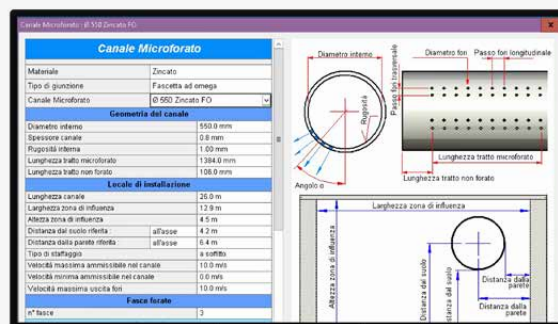 Canale Microforato - Ø 550 Zincato FO
Canale Microforato
Materiale Zincato
Tipo di giunzione Fascetta ad omega
Canale Microforato Ø 550 Zincato FO
Geometria del canale
Diametro interno 550.0 mm
Spessore canale 0.8 mm
Rugosità interna 1.00 mm
Lunghezza tratto microforato 1384.0 mm
Lunghezza tratto non forato 108.0 mm
Locale di installazione
Lunghezza canale 26.0 m
Larghezza zona di influenza 12.9 m
Altezza zona di influenza 4.5 m
Distanza dal suolo riferita all'asse 4.2 m
Distanza dalla parete riferita all'asse 6.4 m
Tipo di staffaggio a soffitto
Velocità massima ammissibile nel canale 10.0 m/s
Velocità minima ammissibile nel canale 0.0 m/s
Velocità massima uscita fori 10.0 m/s
Fasce forate
n° fasce 3
Diametro interno
Rugosità
Angolo α
Diametro fori
Passo fori longitudinale
Passo fori trasversale
Lunghezza tratto microforato
Lunghezza tratto non forato
Larghezza zona di influenza
Altezza zona di influenza
Distanza dal suolo
Distanza dal suolo
Distanza dalla parete
Distanza dalla parete